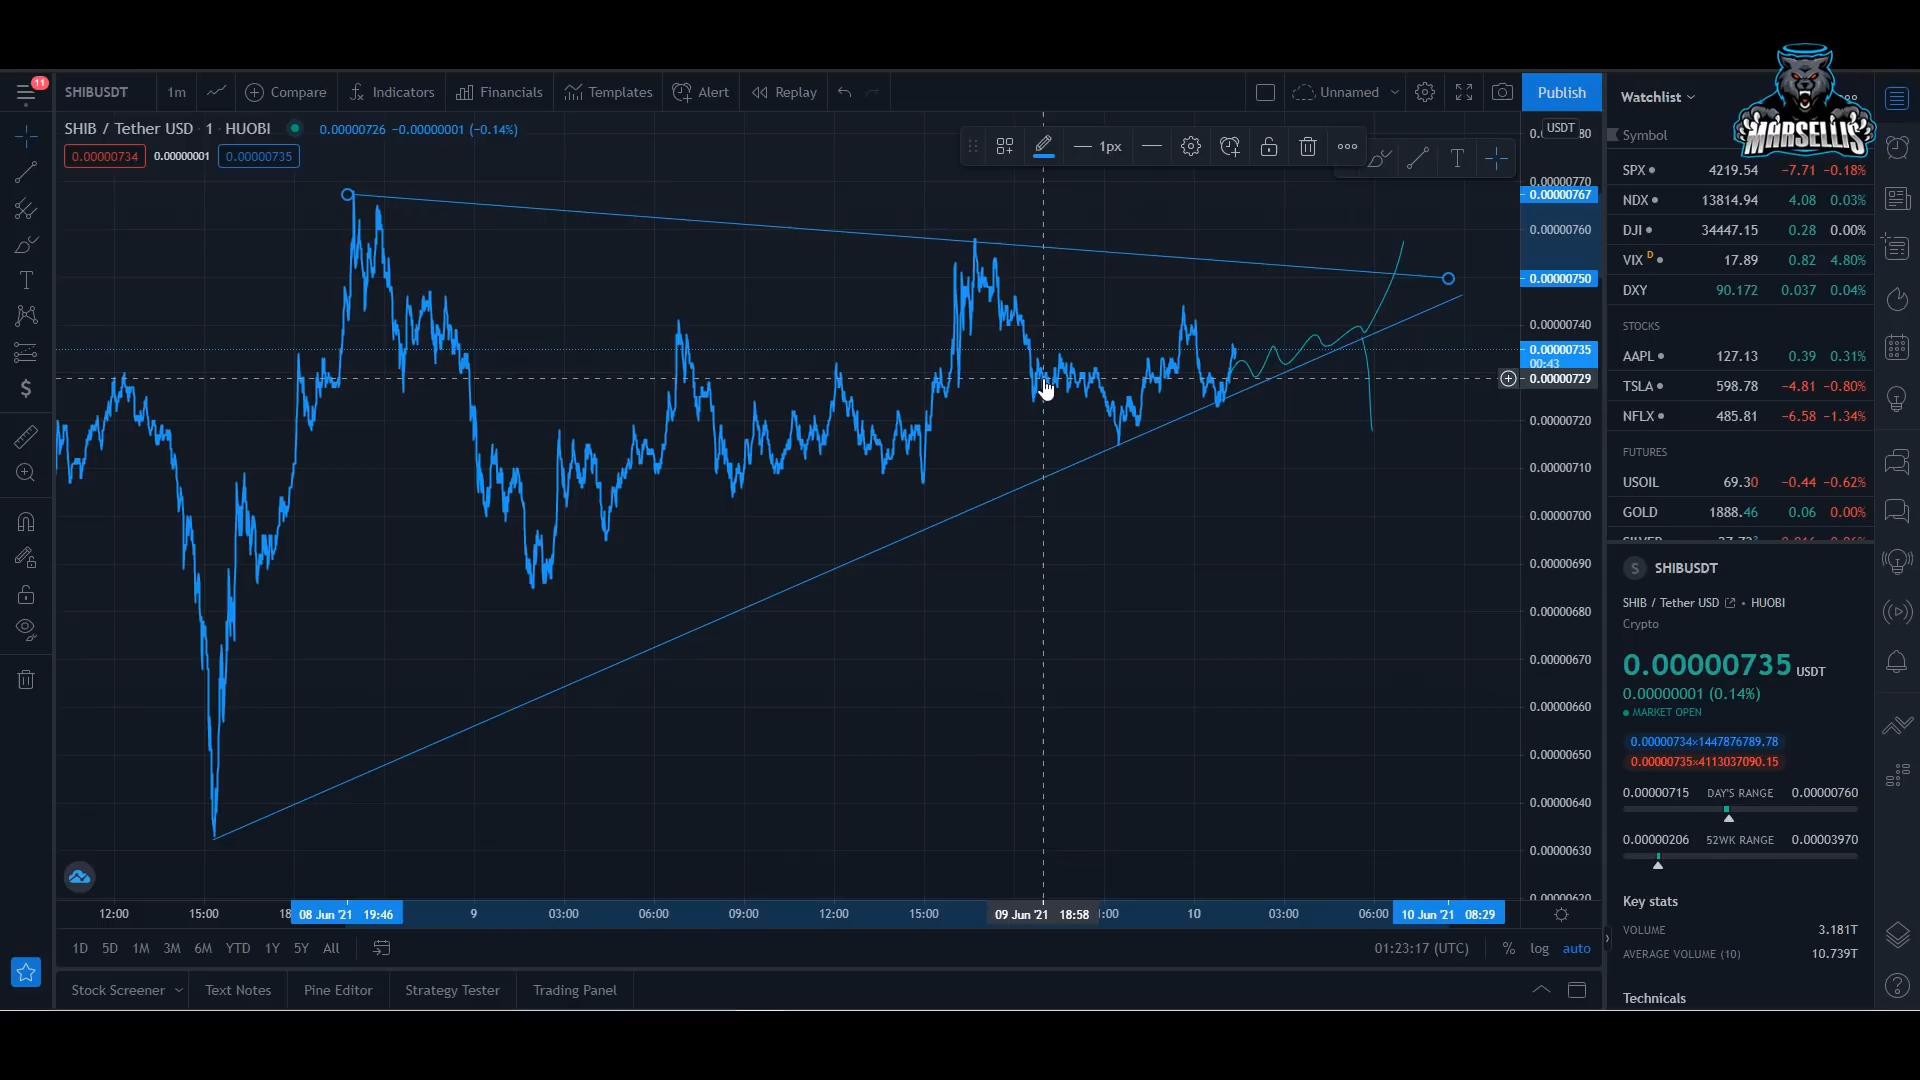 11
SHIBUSDT 1m Compare Indicators Financials Templates Alert Replay Unnamed Publish
SHIB / Tether USD · 1 · HUOBI 0.00000726 −0.00000001 (−0.14%)
0.00000734 0.00000001 0.00000735
1px
T
MARSELLIS
Watchlist
Symbol
SPX 4219.54 −7.71 −0.18%
NDX 13814.94 4.08 0.03%
DJI 34447.15 0.28 0.00%
VIX D 17.89 0.82 4.80%
DXY 90.172 0.037 0.04%
STOCKS
AAPL 127.13 0.39 0.31%
TSLA 598.78 −4.81 −0.80%
NFLX 485.81 −6.58 −1.34%
FUTURES
USOIL 69.30 −0.44 −0.62%
GOLD 1888.46 0.06 0.00%
S SHIBUSDT
SHIB / Tether USD • HUOBI
Crypto
0.00000735 USDT
0.00000001 (0.14%)
MARKET OPEN
0.00000734×1447876789.78
0.00000735×4113037090.15
0.00000715 DAY'S RANGE 0.00000760
0.00000206 52WK RANGE 0.00003970
Key stats
VOLUME 3.181T
AVERAGE VOLUME (10) 10.739T
Technicals
USDT
80
0.00000770
0.00000767
0.00000760
0.00000750
0.00000740
0.00000735
00:43
0.00000729
0.00000720
0.00000710
0.00000700
0.00000690
0.00000680
0.00000670
0.00000660
0.00000650
0.00000640
0.00000630
0.00000620
12:00 15:00 18 08 Jun '21 19:46 9 03:00 06:00 09:00 12:00 15:00 09 Jun '21 18:58 :00 10 03:00 06:00 10 Jun '21 08:29
1D 5D 1M 3M 6M YTD 1Y 5Y All 01:23:17 (UTC) % log auto
Stock Screener Text Notes Pine Editor Strategy Tester Trading Panel